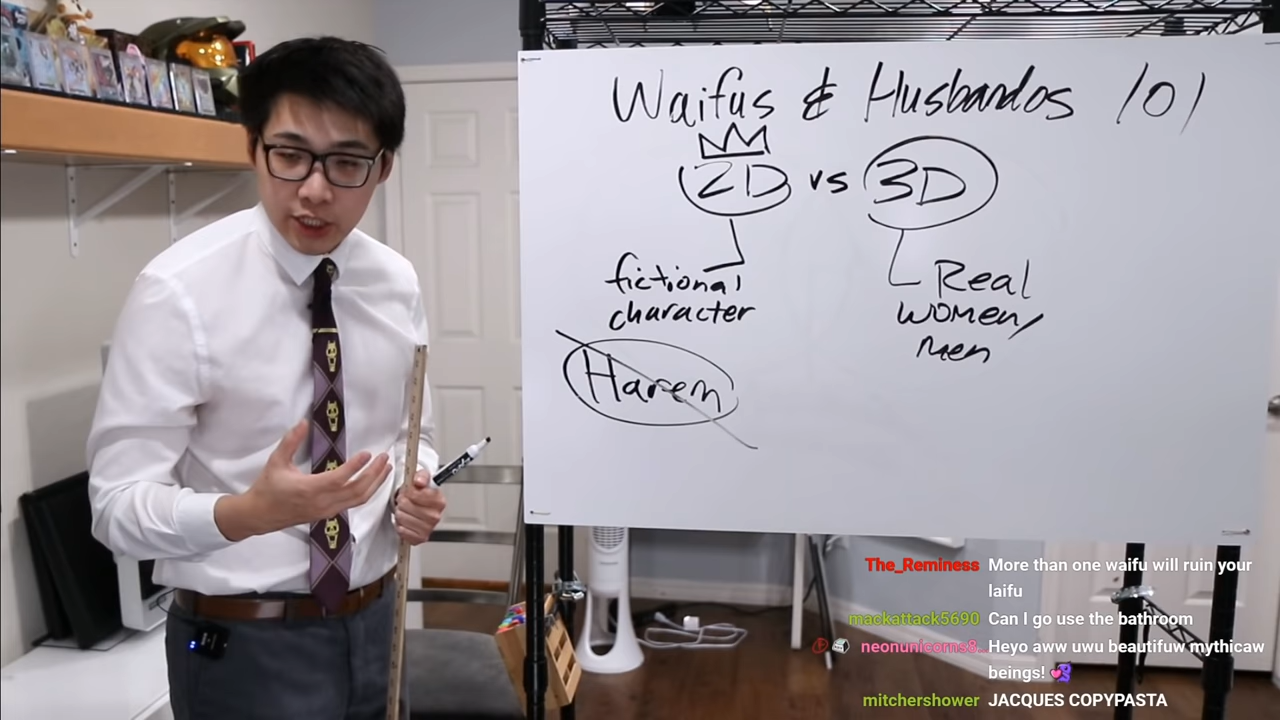 Waifus & Husbandos 101
2D vs 3D
fictional
character
Real
women/
men
Harem
The_Reminess More than one waifu will ruin your
laifu
mackattack5690 Can I go use the bathroom
neonunicorns8.. Heyo aww uwu beautifuw mythicaw
beings!
mitchershower JACQUES COPYPASTA